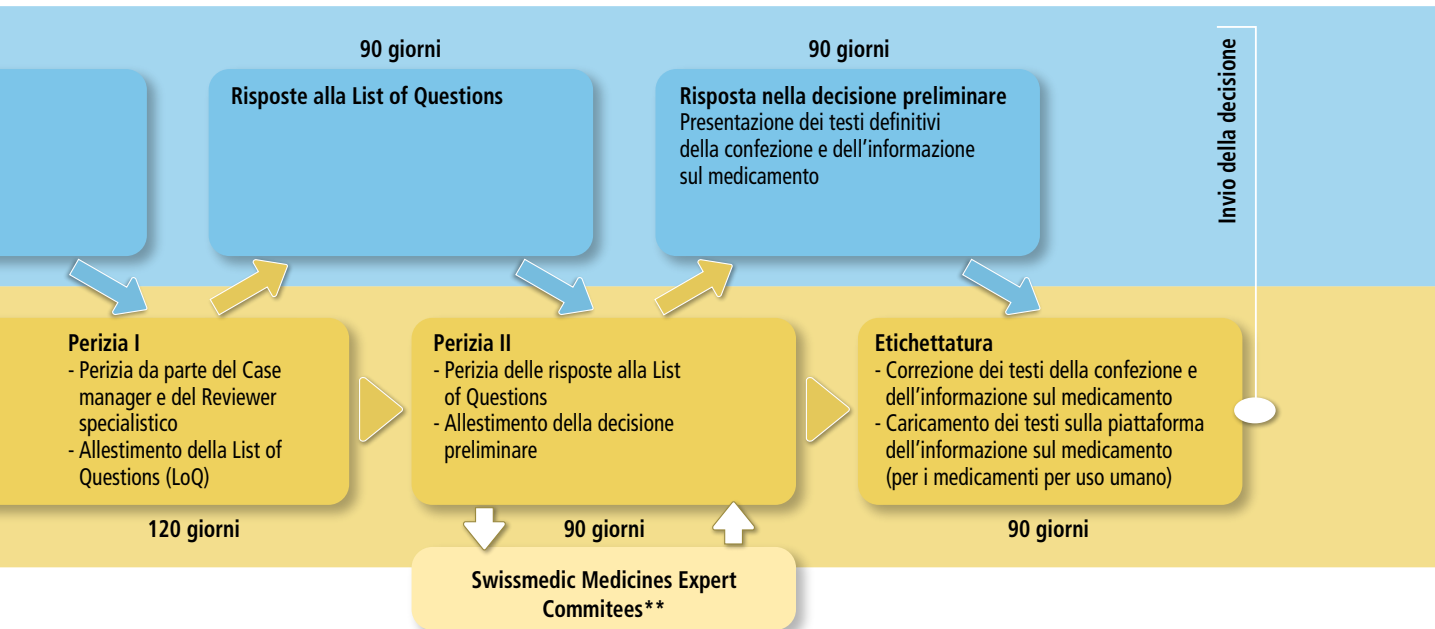 90 giorni
Risposte alla List of Questions
90 giorni
Risposta nella decisione preliminare
Presentazione dei testi definitivi
della confezione e dell’informazione
sul medicamento
Invio della decisione
Perizia I
- Perizia da parte del Case
manager e del Reviewer
specialistico
- Allestimento della List of
Questions (LoQ)
120 giorni
Perizia II
- Perizia delle risposte alla List
of Questions
- Allestimento della decisione
preliminare
90 giorni
Swissmedic Medicines Expert
Commitees**
Etichettatura
- Correzione dei testi della confezione e
dell’informazione sul medicamento
- Caricamento dei testi sulla piattaforma
dell’informazione sul medicamento
(per i medicamenti per uso umano)
90 giorni